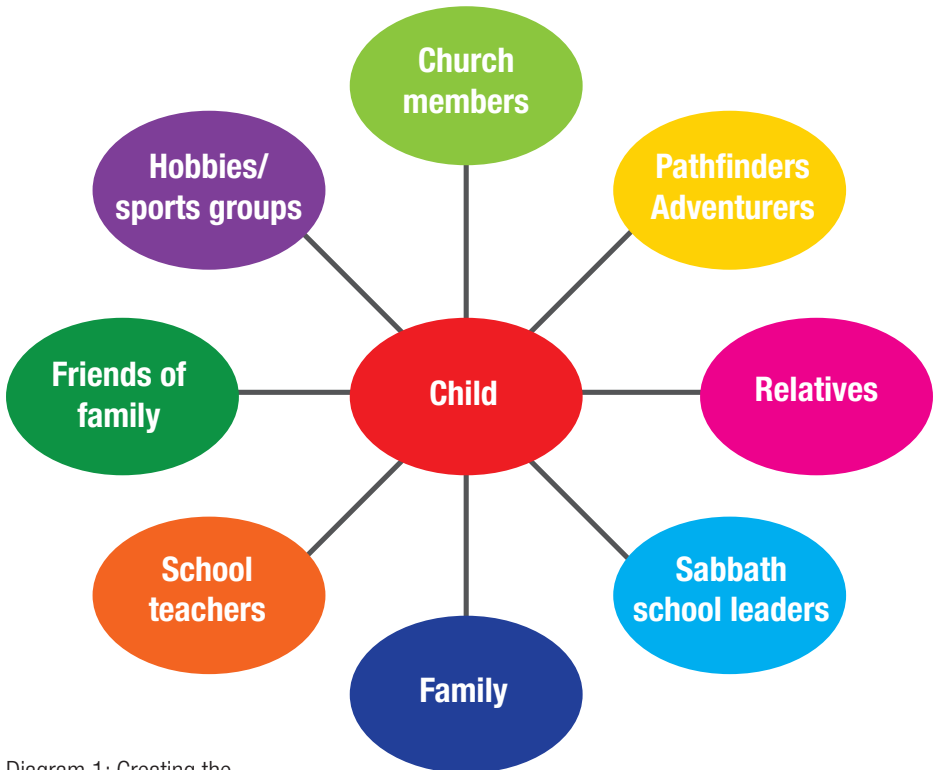 Church
members
Hobbies/
sports groups
Pathfinders
Adventurers
Friends of
family
Child
Relatives
School
teachers
Sabbath
school leaders
Family
Diagram 1: Creating the